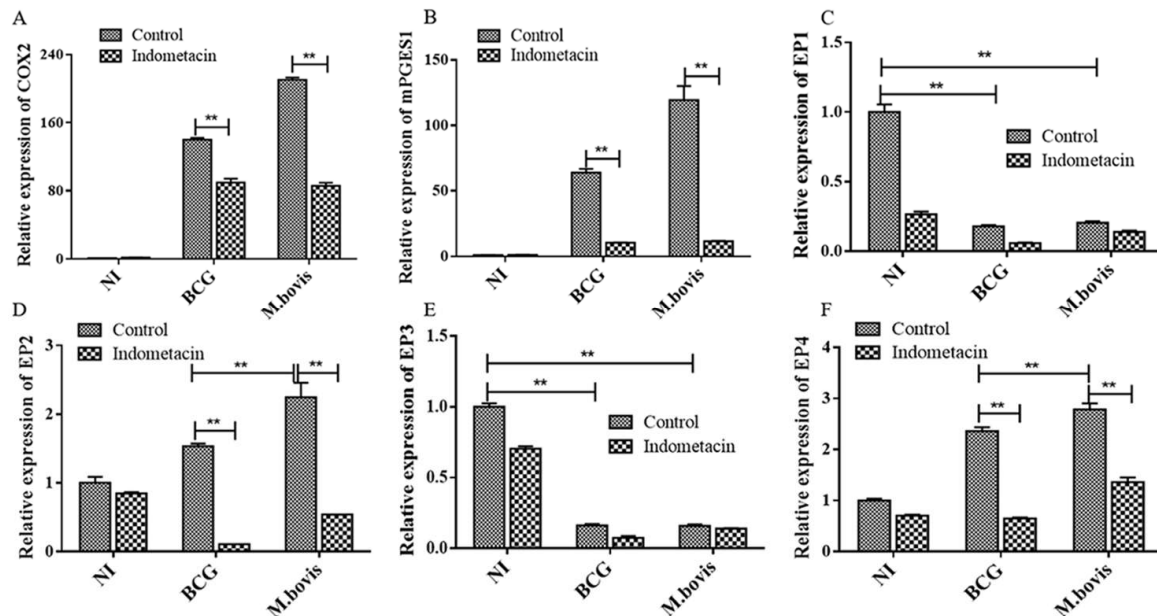 A
Control
Indometacin
Relative expression of COX2
240
160
80
0
**
**
NI
BCG
M.bovis
B
Control
Indometacin
Relative expression of mPGES1
150
100
50
0
**
**
NI
BCG
M.bovis
C
Relative expression of EP1
1.5
1.0
0.5
0.0
**
**
Control
Indometacin
NI
BCG
M.bovis
D
Control
Indometacin
Relative expression of EP2
3
2
1
0
**
**
**
NI
BCG
M.bovis
E
Relative expression of EP3
1.5
1.0
0.5
0.0
**
**
Control
Indometacin
NI
BCG
M.bovis
F
Control
Indometacin
Relative expression of EP4
4
3
2
1
0
**
**
**
NI
BCG
M.bovis